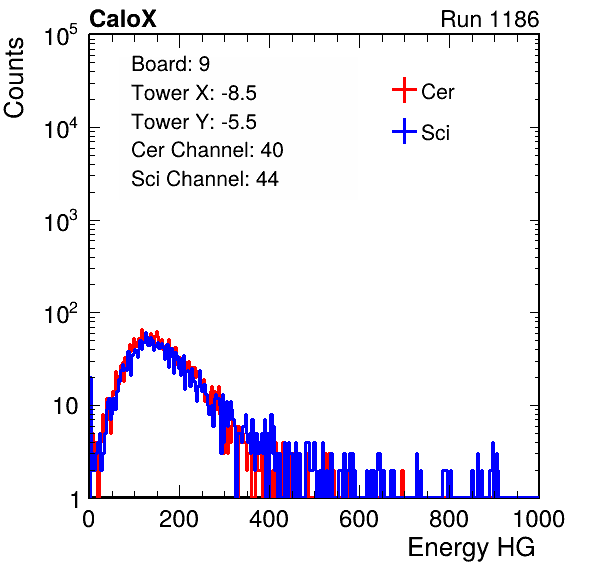 CaloX Run 1186
10^5
Counts
Board: 9
Tower X: -8.5
Tower Y: -5.5
Cer Channel: 40
Sci Channel: 44
Cer
Sci
10^4
10^3
10^2
10
1
0 200 400 600 800 1000
Energy HG